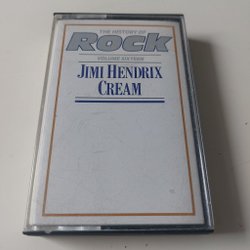 THE HISTORY OF
ROCK
VOLUME SIXTEEN
JIMI HENDRIX
CREAM